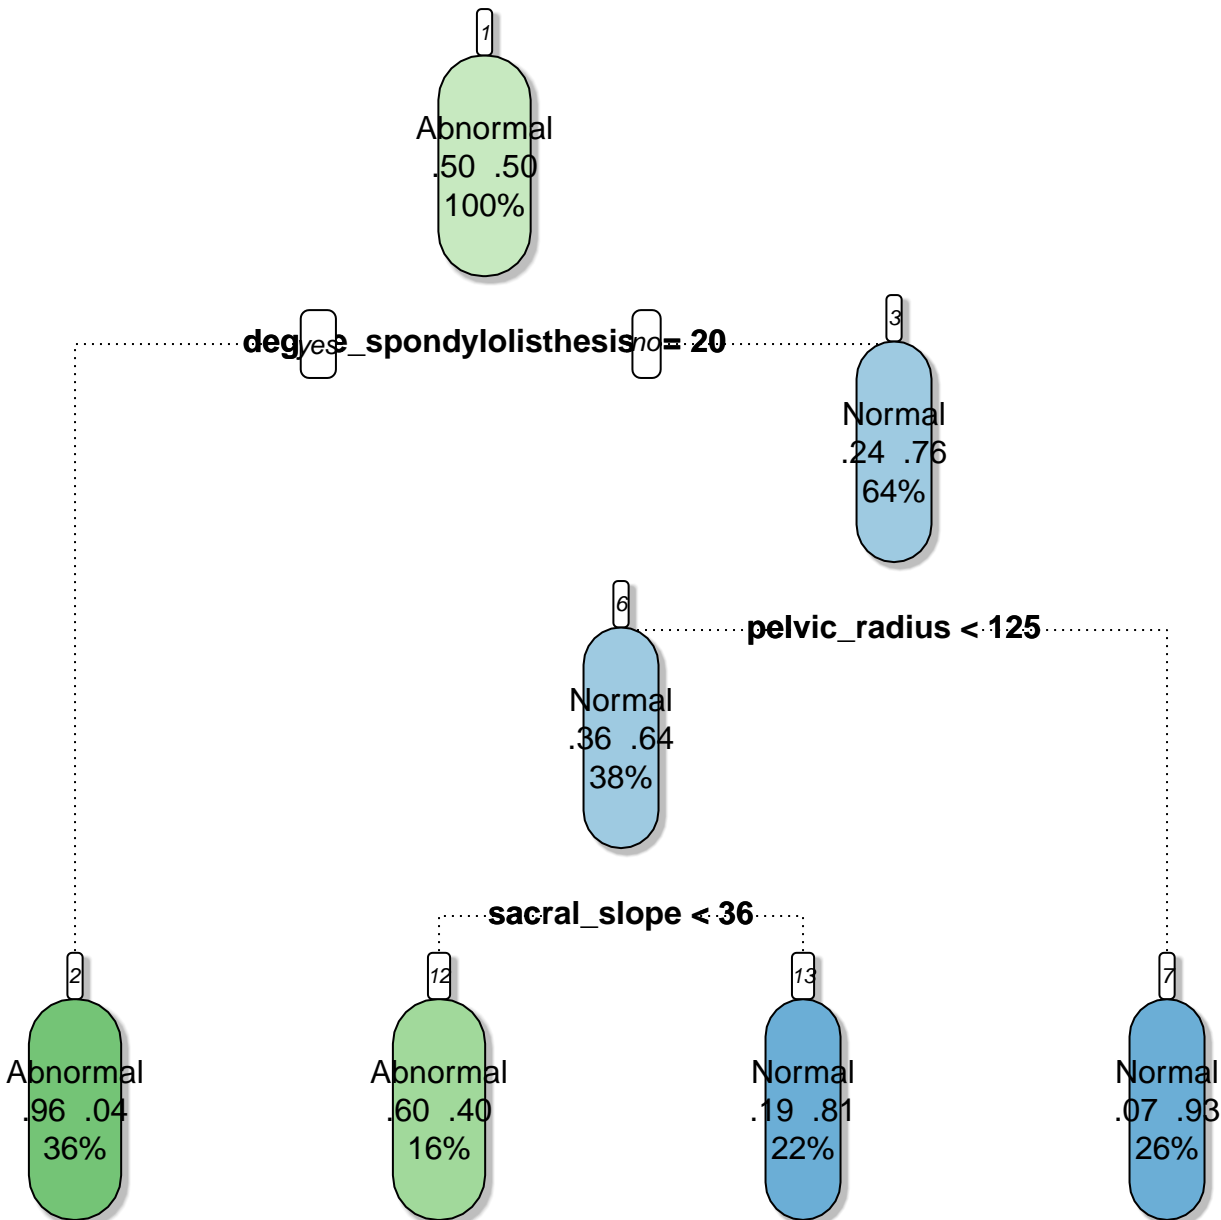 1
Abnormal
.50 .50
100%
yes
degree_spondylolisthesis >= 20
no
3
Normal
.24 .76
64%
pelvic_radius < 125
6
Normal
.36 .64
38%
sacral_slope < 36
2
Abnormal
.96 .04
36%
12
Abnormal
.60 .40
16%
13
Normal
.19 .81
22%
7
Normal
.07 .93
26%